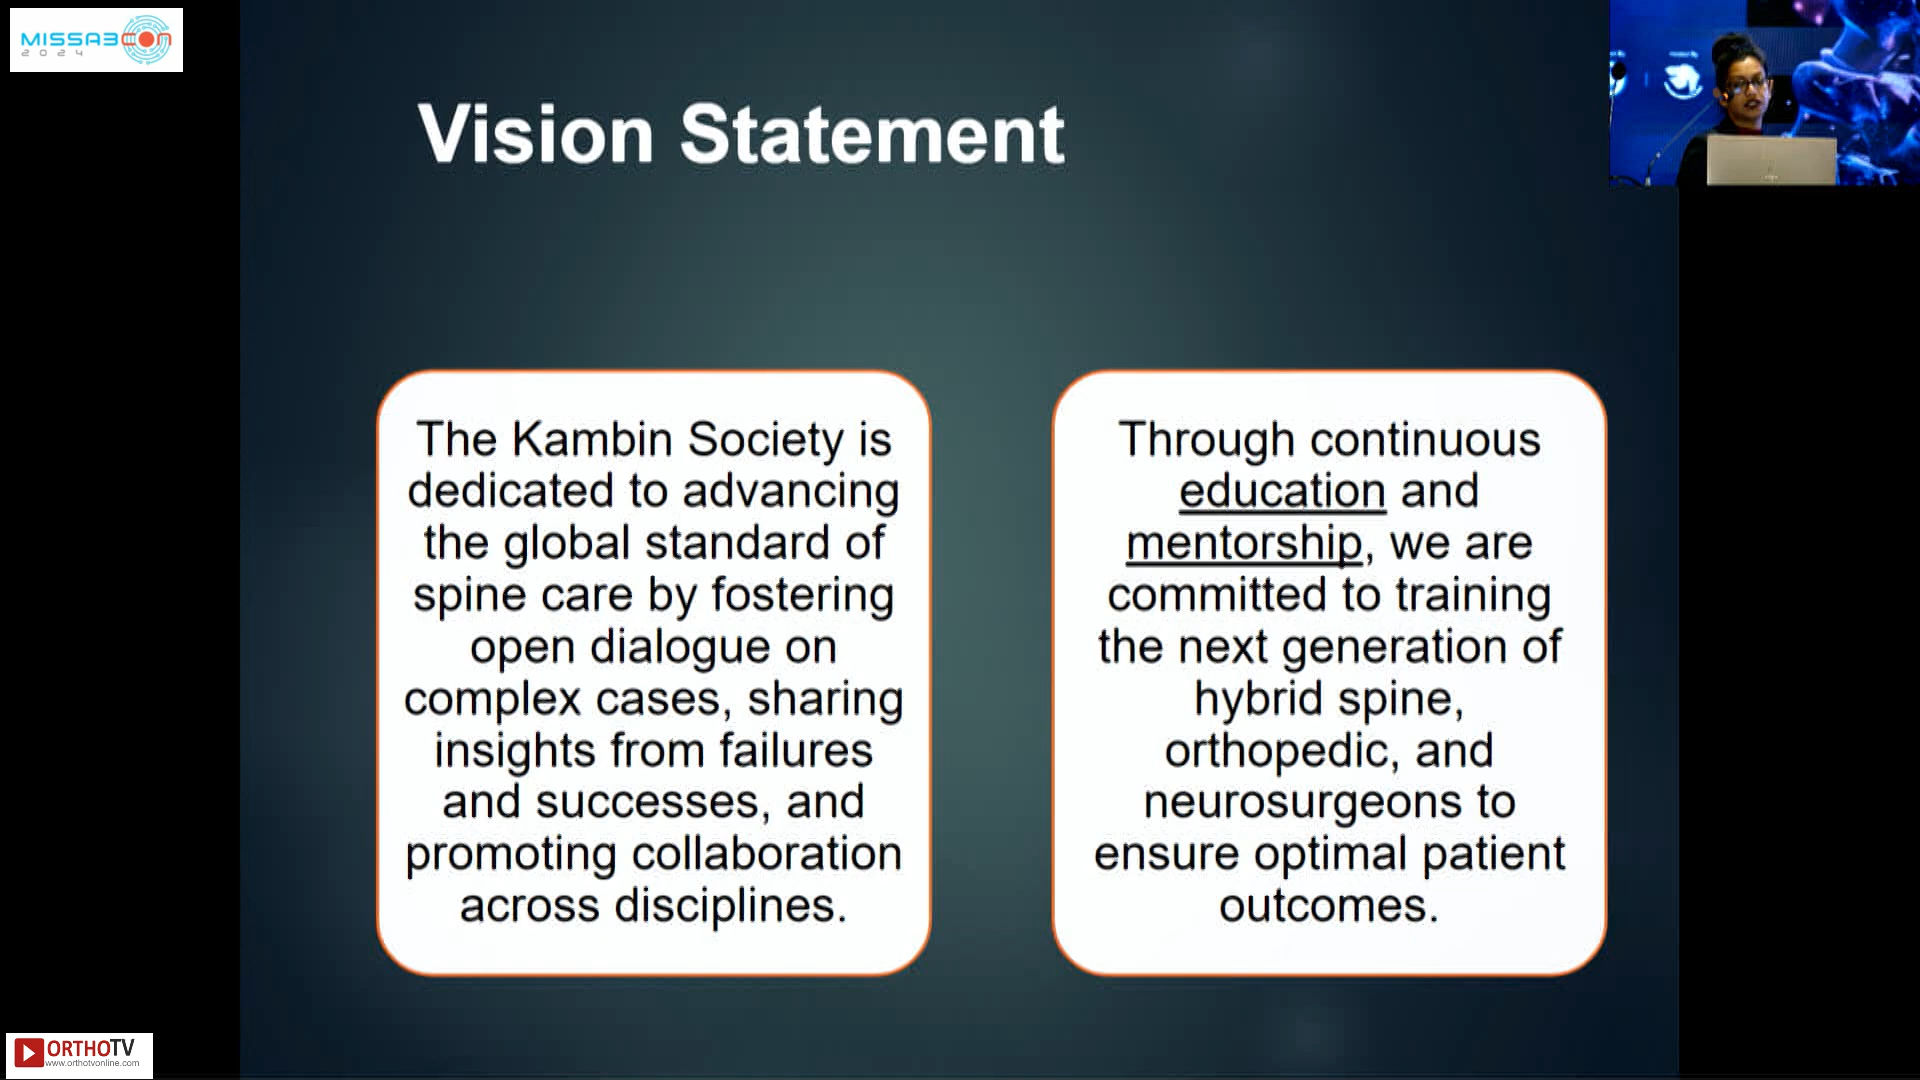 MISSABCON
2024
Vision Statement
The Kambin Society is
dedicated to advancing
the global standard of
spine care by fostering
open dialogue on
complex cases, sharing
insights from failures
and successes, and
promoting collaboration
across disciplines.
Through continuous
education and
mentorship, we are
committed to training
the next generation of
hybrid spine,
orthopedic, and
neurosurgeons to
ensure optimal patient
outcomes.
ORTHOTV
www.orthotvonline.com